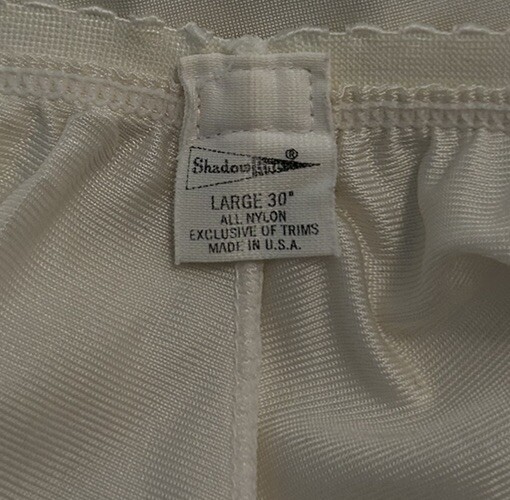 Shadowline®
LARGE 30"
ALL NYLON
EXCLUSIVE OF TRIMS
MADE IN U.S.A.